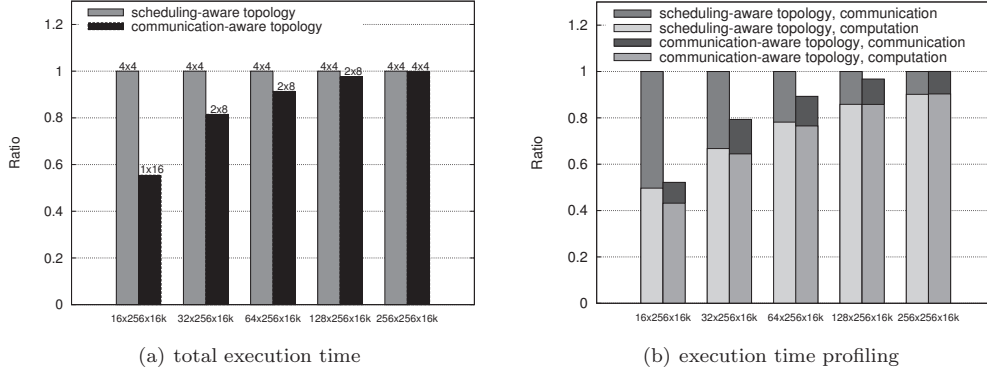 scheduling-aware topology
communication-aware topology
1.2
1
0.8
0.6
0.4
0.2
0
Ratio
4x4 1x16 4x4 2x8 4x4 2x8 4x4 2x8 4x4 4x4
16x256x16k 32x256x16k 64x256x16k 128x256x16k 256x256x16k
(a) total execution time
scheduling-aware topology, communication
scheduling-aware topology, computation
communication-aware topology, communication
communication-aware topology, computation
1.2
1
0.8
0.6
0.4
0.2
0
Ratio
16x256x16k 32x256x16k 64x256x16k 128x256x16k 256x256x16k
(b) execution time profiling